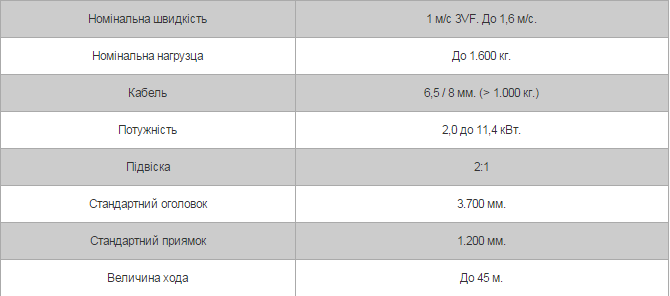 Номінальна швидкість 1 м/с 3VF. До 1,6 м/с.
Номінальна нагрузца До 1.600 кг.
Кабель 6,5 / 8 мм. (> 1.000 кг.)
Потужність 2,0 до 11,4 кВт.
Підвіска 2:1
Стандартний оголовок 3.700 мм.
Стандартний приямок 1.200 мм.
Величина хода До 45 м.